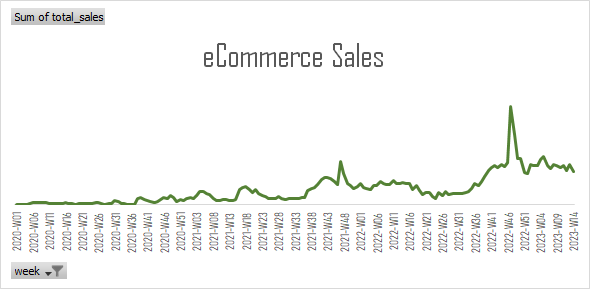 Sum of total_sales
eCommerce Sales
2020-W01
2020-W06
2020-W11
2020-W16
2020-W21
2020-W26
2020-W31
2020-W36
2020-W41
2020-W46
2020-W51
2021-W03
2021-W08
2021-W13
2021-W18
2021-W23
2021-W28
2021-W33
2021-W38
2021-W43
2021-W48
2022-W01
2022-W06
2022-W11
2022-W16
2022-W21
2022-W26
2022-W31
2022-W36
2022-W41
2022-W46
2022-W51
2023-W04
2023-W09
2023-W14
week